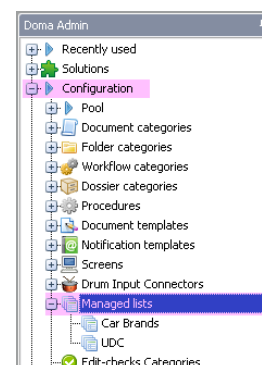 Doma Admin
Recently used
Solutions
Configuration
Pool
Document categories
Folder categories
Workflow categories
Dossier categories
Procedures
Document templates
Notification templates
Screens
Drum Input Connectors
Managed lists
Car Brands
UDC
Edit-checks Categories